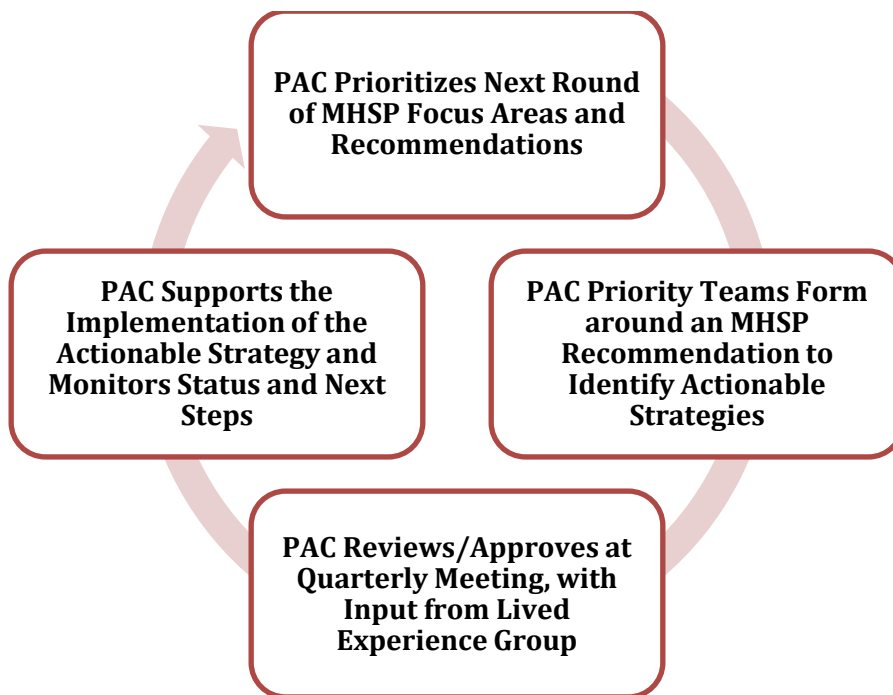 PAC Prioritizes Next Round
of MHSP Focus Areas and
Recommendations
PAC Priority Teams Form
around an MHSP
Recommendation to
Identify Actionable
Strategies
PAC Reviews/Approves at
Quarterly Meeting, with
Input from Lived
Experience Group
PAC Supports the
Implementation of the
Actionable Strategy and
Monitors Status and Next
Steps